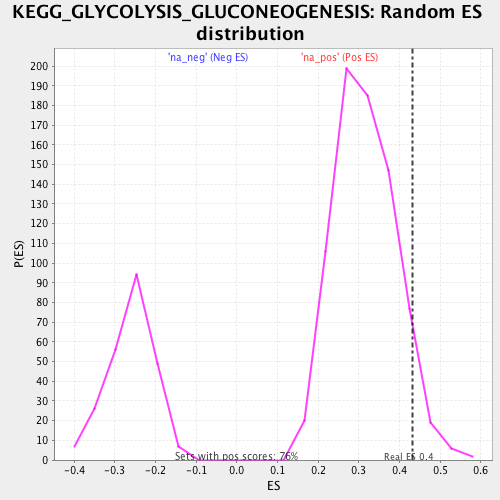 KEGG_GLYCOLYSIS_GLUCONEOGENESIS: Random ES
distribution
'na_neg' (Neg ES) 'na_pos' (Pos ES)
200
190
180
170
160
150
140
130
120
110
100
90
80
70
60
50
40
30
20
10
0
P(ES)
Sets with pos scores: 76%
Real ES 0.4
-0.4 -0.3 -0.2 -0.1 0.0 0.1 0.2 0.3 0.4 0.5 0.6
ES